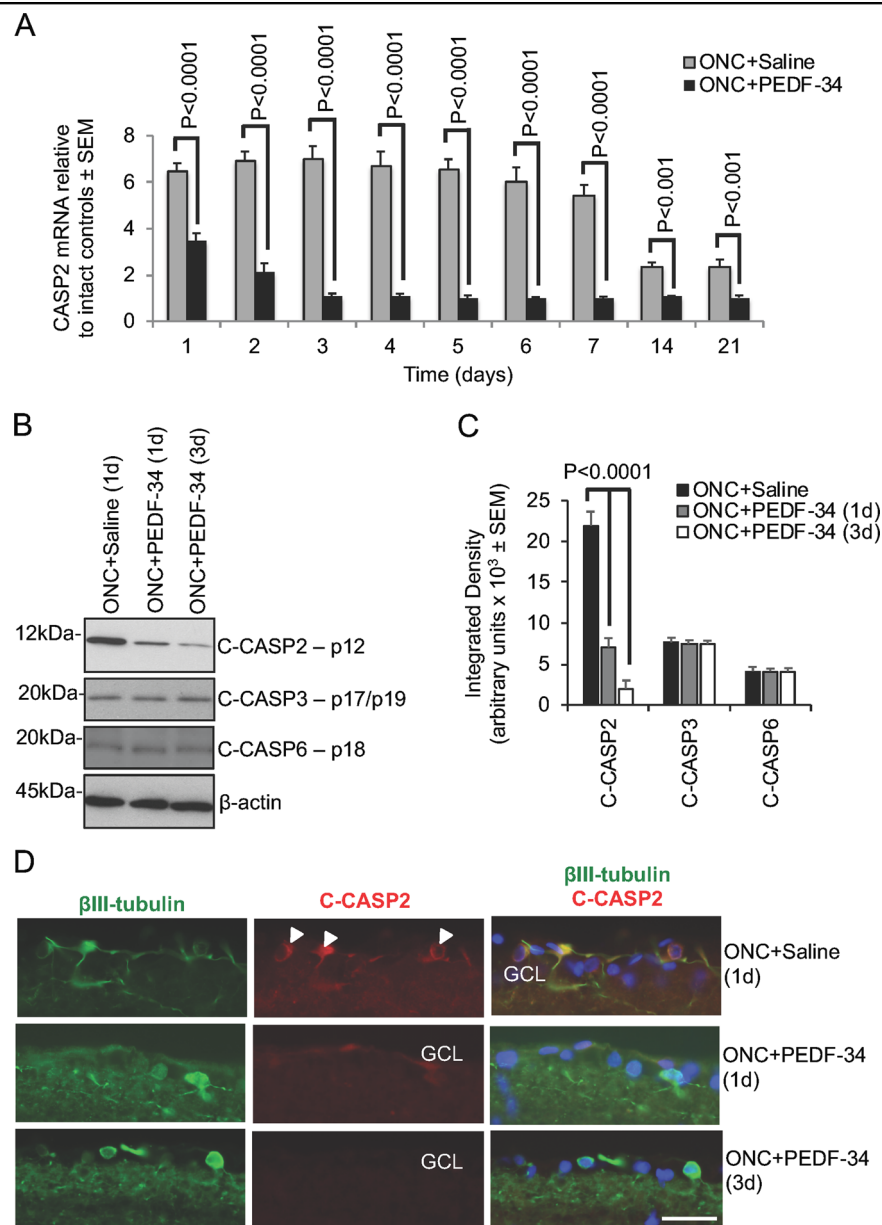 A
ONC+Saline
ONC+PEDF-34
P<0.0001
P<0.0001
P<0.0001
P<0.0001
P<0.0001
P<0.0001
P<0.0001
P<0.001
P<0.001
CASP2 mRNA relative
to intact controls ± SEM
8
6
4
2
0
1 2 3 4 5 6 7 14 21
Time (days)
B
ONC+Saline (1d)
ONC+PEDF-34 (1d)
ONC+PEDF-34 (3d)
12kDa-
C-CASP2 – p12
20kDa-
C-CASP3 – p17/p19
20kDa-
C-CASP6 – p18
45kDa-
β-actin
C
P<0.0001
ONC+Saline
ONC+PEDF-34 (1d)
ONC+PEDF-34 (3d)
Integrated Density
(arbitrary units x 10³ ± SEM)
25
20
15
10
5
0
C-CASP2
C-CASP3
C-CASP6
D
βIII-tubulin
C-CASP2
βIII-tubulin
C-CASP2
GCL
ONC+Saline
(1d)
GCL
ONC+PEDF-34
(1d)
GCL
ONC+PEDF-34
(3d)